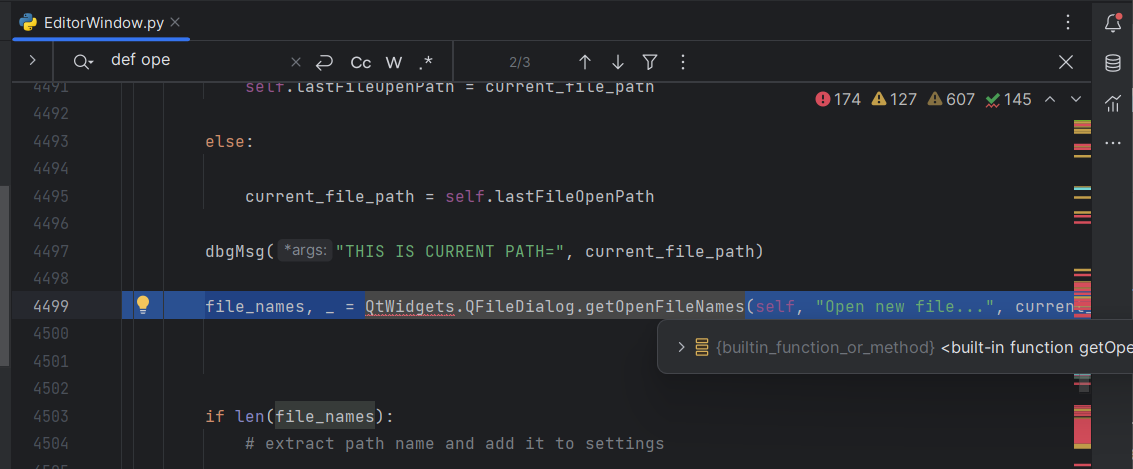 EditorWindow.py
def ope
Cc W .*
2/3
4491 self.lastFileOpenPath = current_file_path
174 127 607 145
4492
4493 else:
4494
4495 current_file_path = self.lastFileOpenPath
4496
4497 dbgMsg( *args: "THIS IS CURRENT PATH=", current_file_path)
4498
4499 file_names, _ = QtWidgets.QFileDialog.getOpenFileNames(self, "Open new file...", current_
4500
{builtin_function_or_method} <built-in function getOpe
4501
4502
4503 if len(file_names):
4504 # extract path name and add it to settings